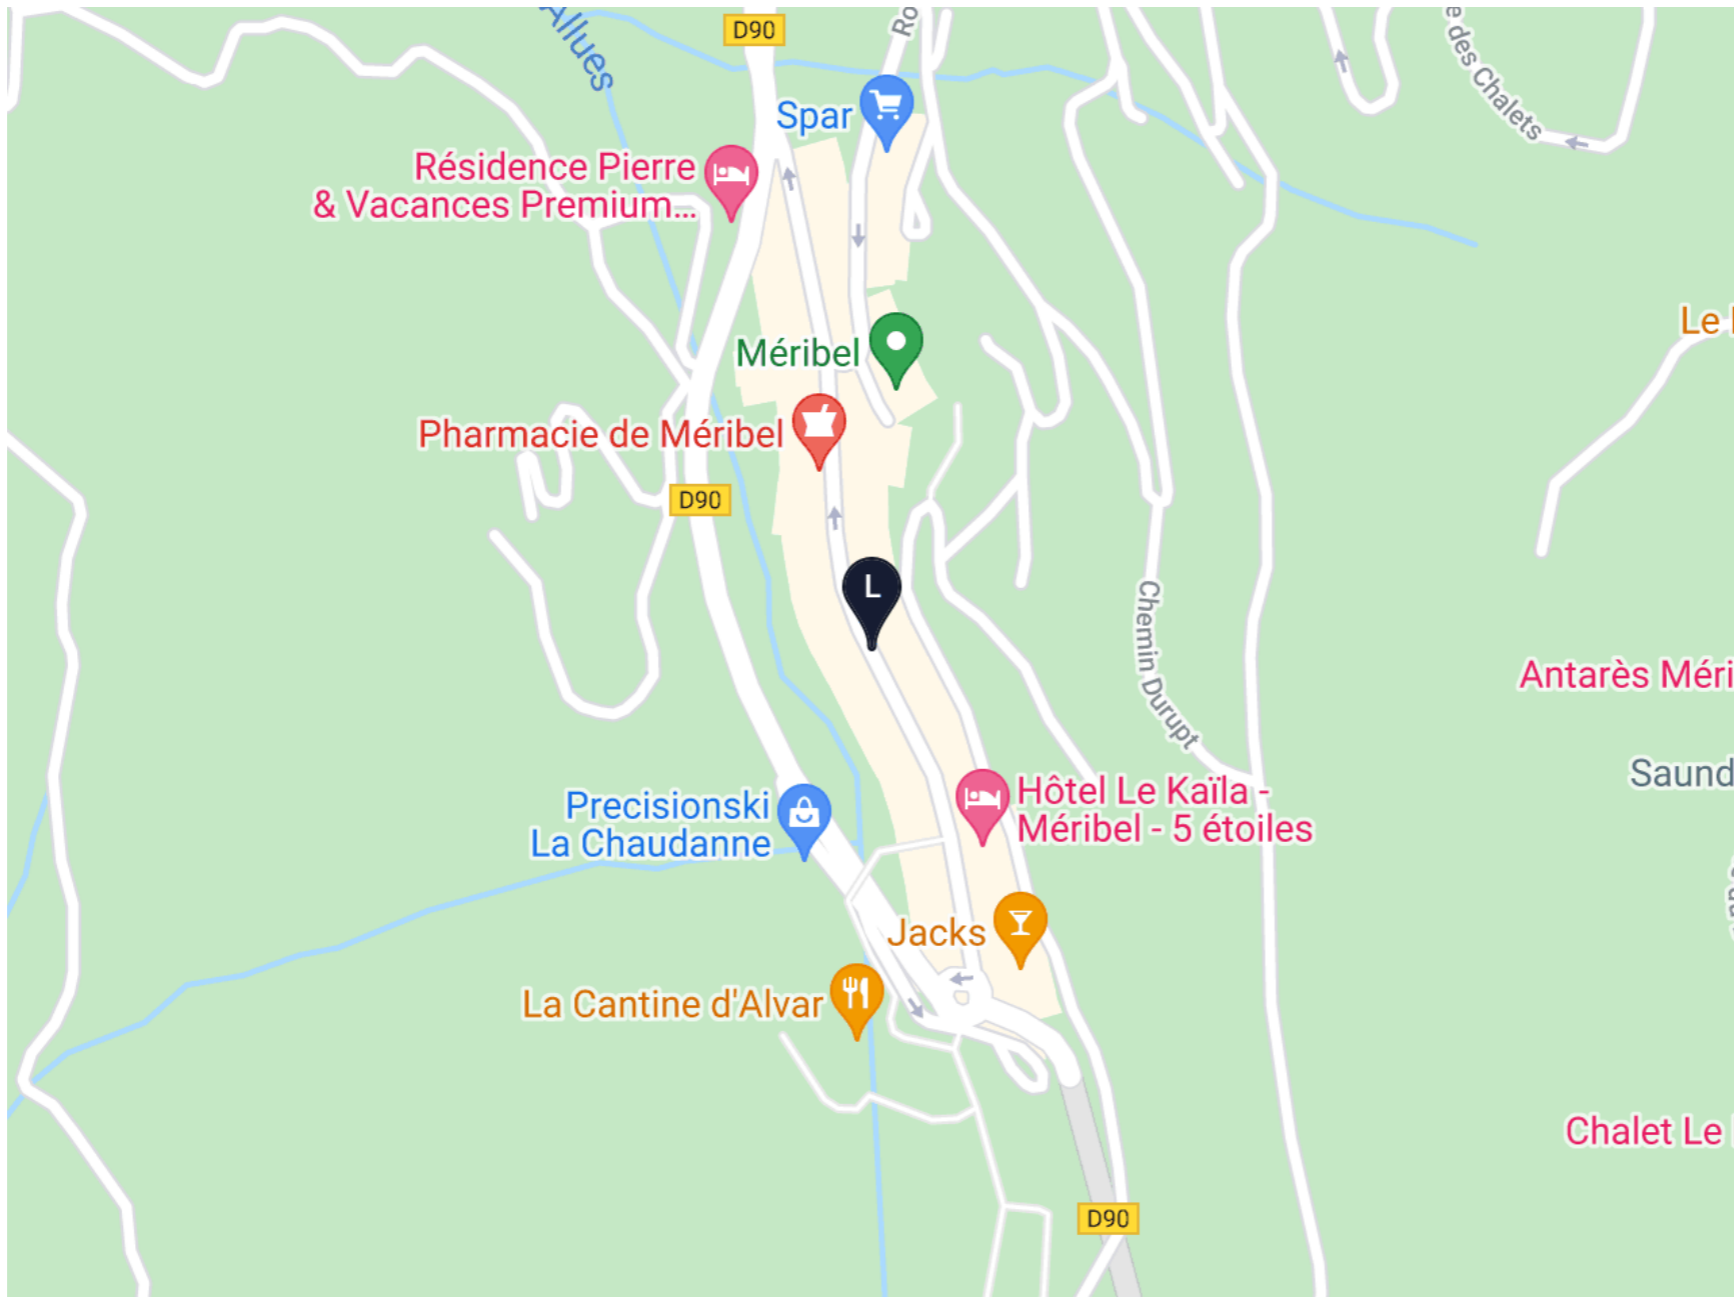 Allues
D90
Ro
e des Chalets
Spar
Résidence Pierre
& Vacances Premium...
Le
Méribel
Pharmacie de Méribel
D90
L
Chemin Durupt
Antarès Méri
Saund
Precisionski
La Chaudanne
Hôtel Le Kaïla -
Méribel - 5 étoiles
Jacks
La Cantine d'Alvar
Chalet Le
D90